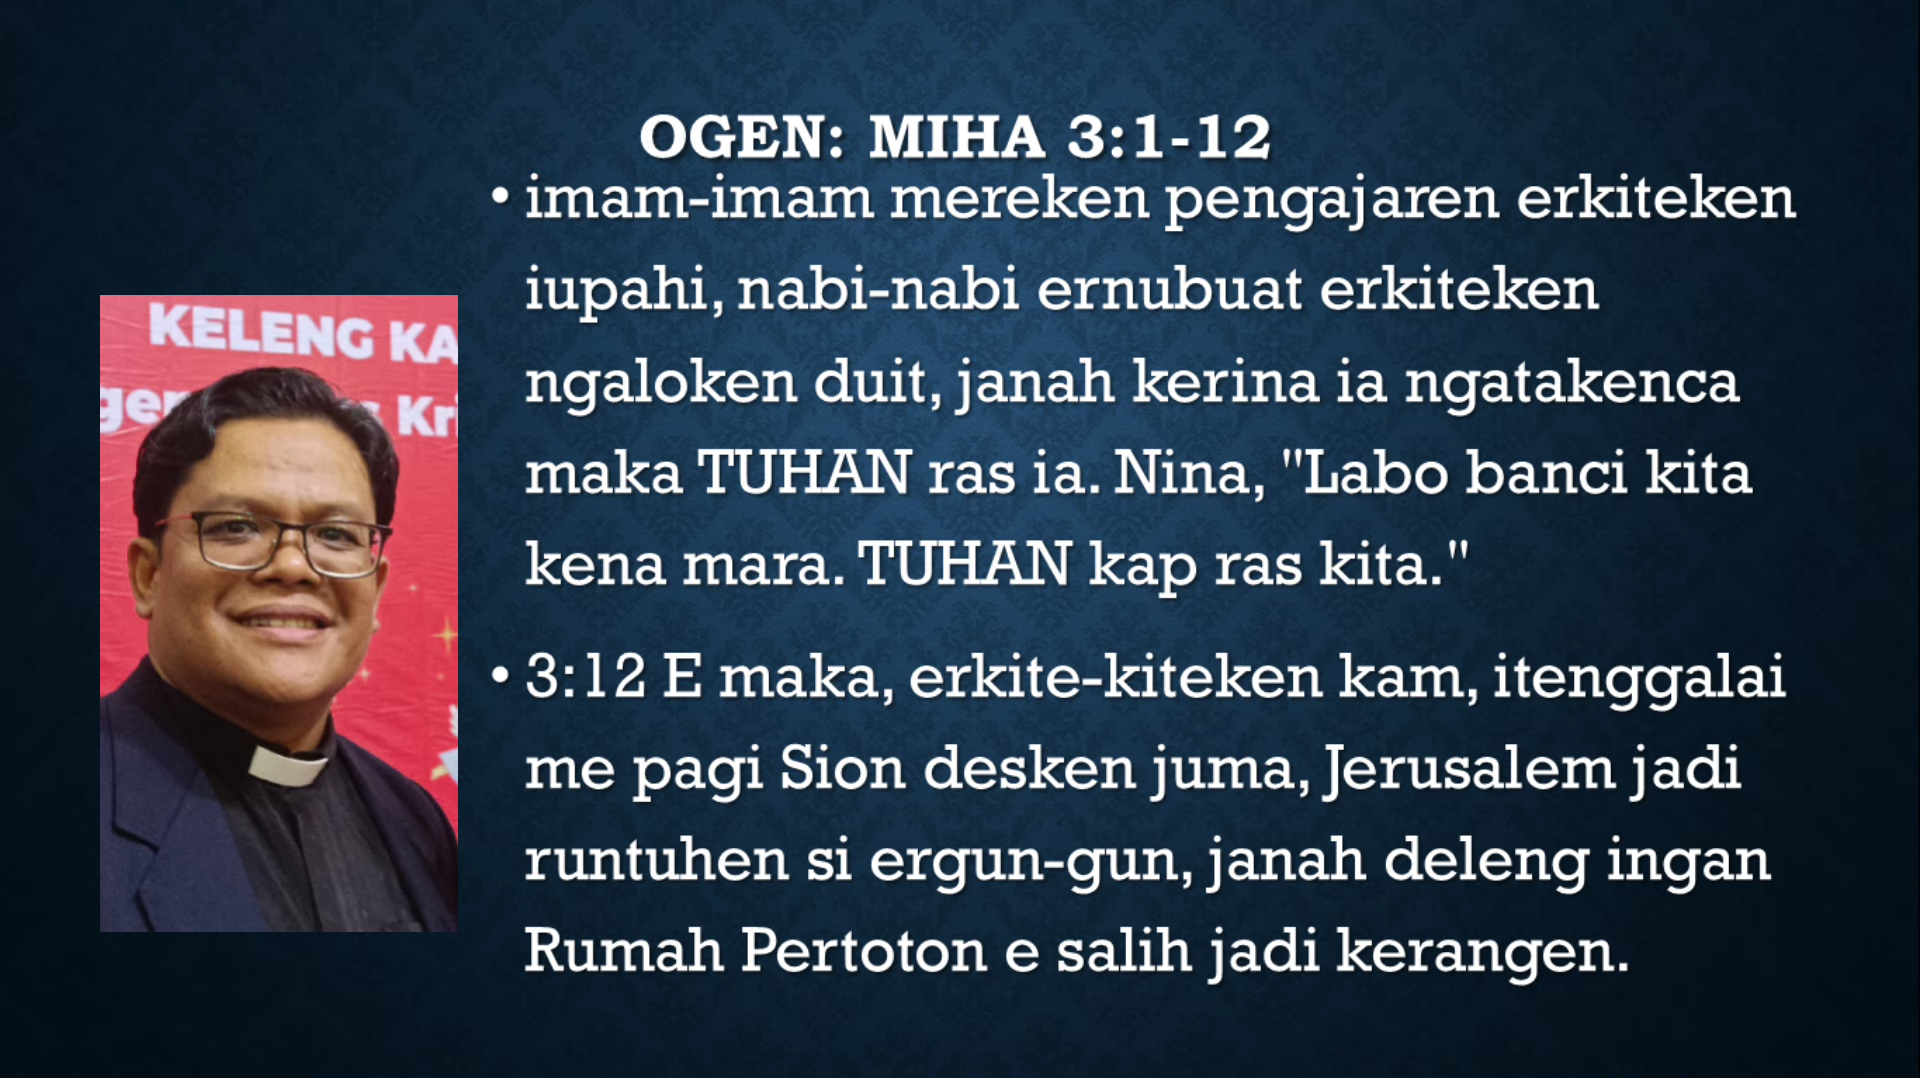 OGEN: MIHA 3:1-12
• imam-imam mereken pengajaren erkiteken
iupahi, nabi-nabi ernubuat erkiteken
ngaloken duit, janah kerina ia ngatakenca
maka TUHAN ras ia. Nina, "Labo banci kita
kena mara. TUHAN kap ras kita."
• 3:12 E maka, erkite-kiteken kam, itenggalai
me pagi Sion desken juma, Jerusalem jadi
runtuhen si ergun-gun, janah deleng ingan
Rumah Pertoton e salih jadi kerangen.
KELENG KA
ger
Kr